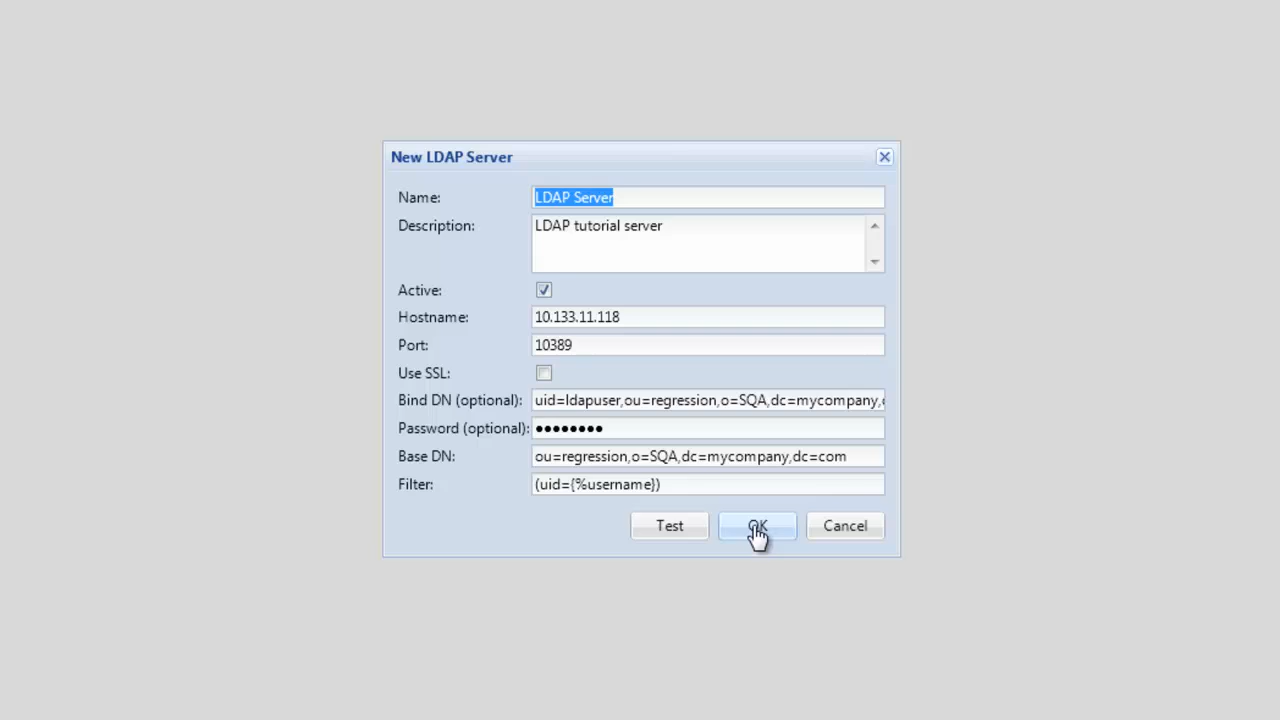 New LDAP Server
Name: LDAP Server
Description: LDAP tutorial server
Active:
Hostname: 10.133.11.118
Port: 10389
Use SSL:
Bind DN (optional): uid=ldapuser,ou=regression,o=SQA,dc=mycompany,
Password (optional): ••••••••
Base DN: ou=regression,o=SQA,dc=mycompany,dc=com
Filter: (uid={%username})
Test OK Cancel